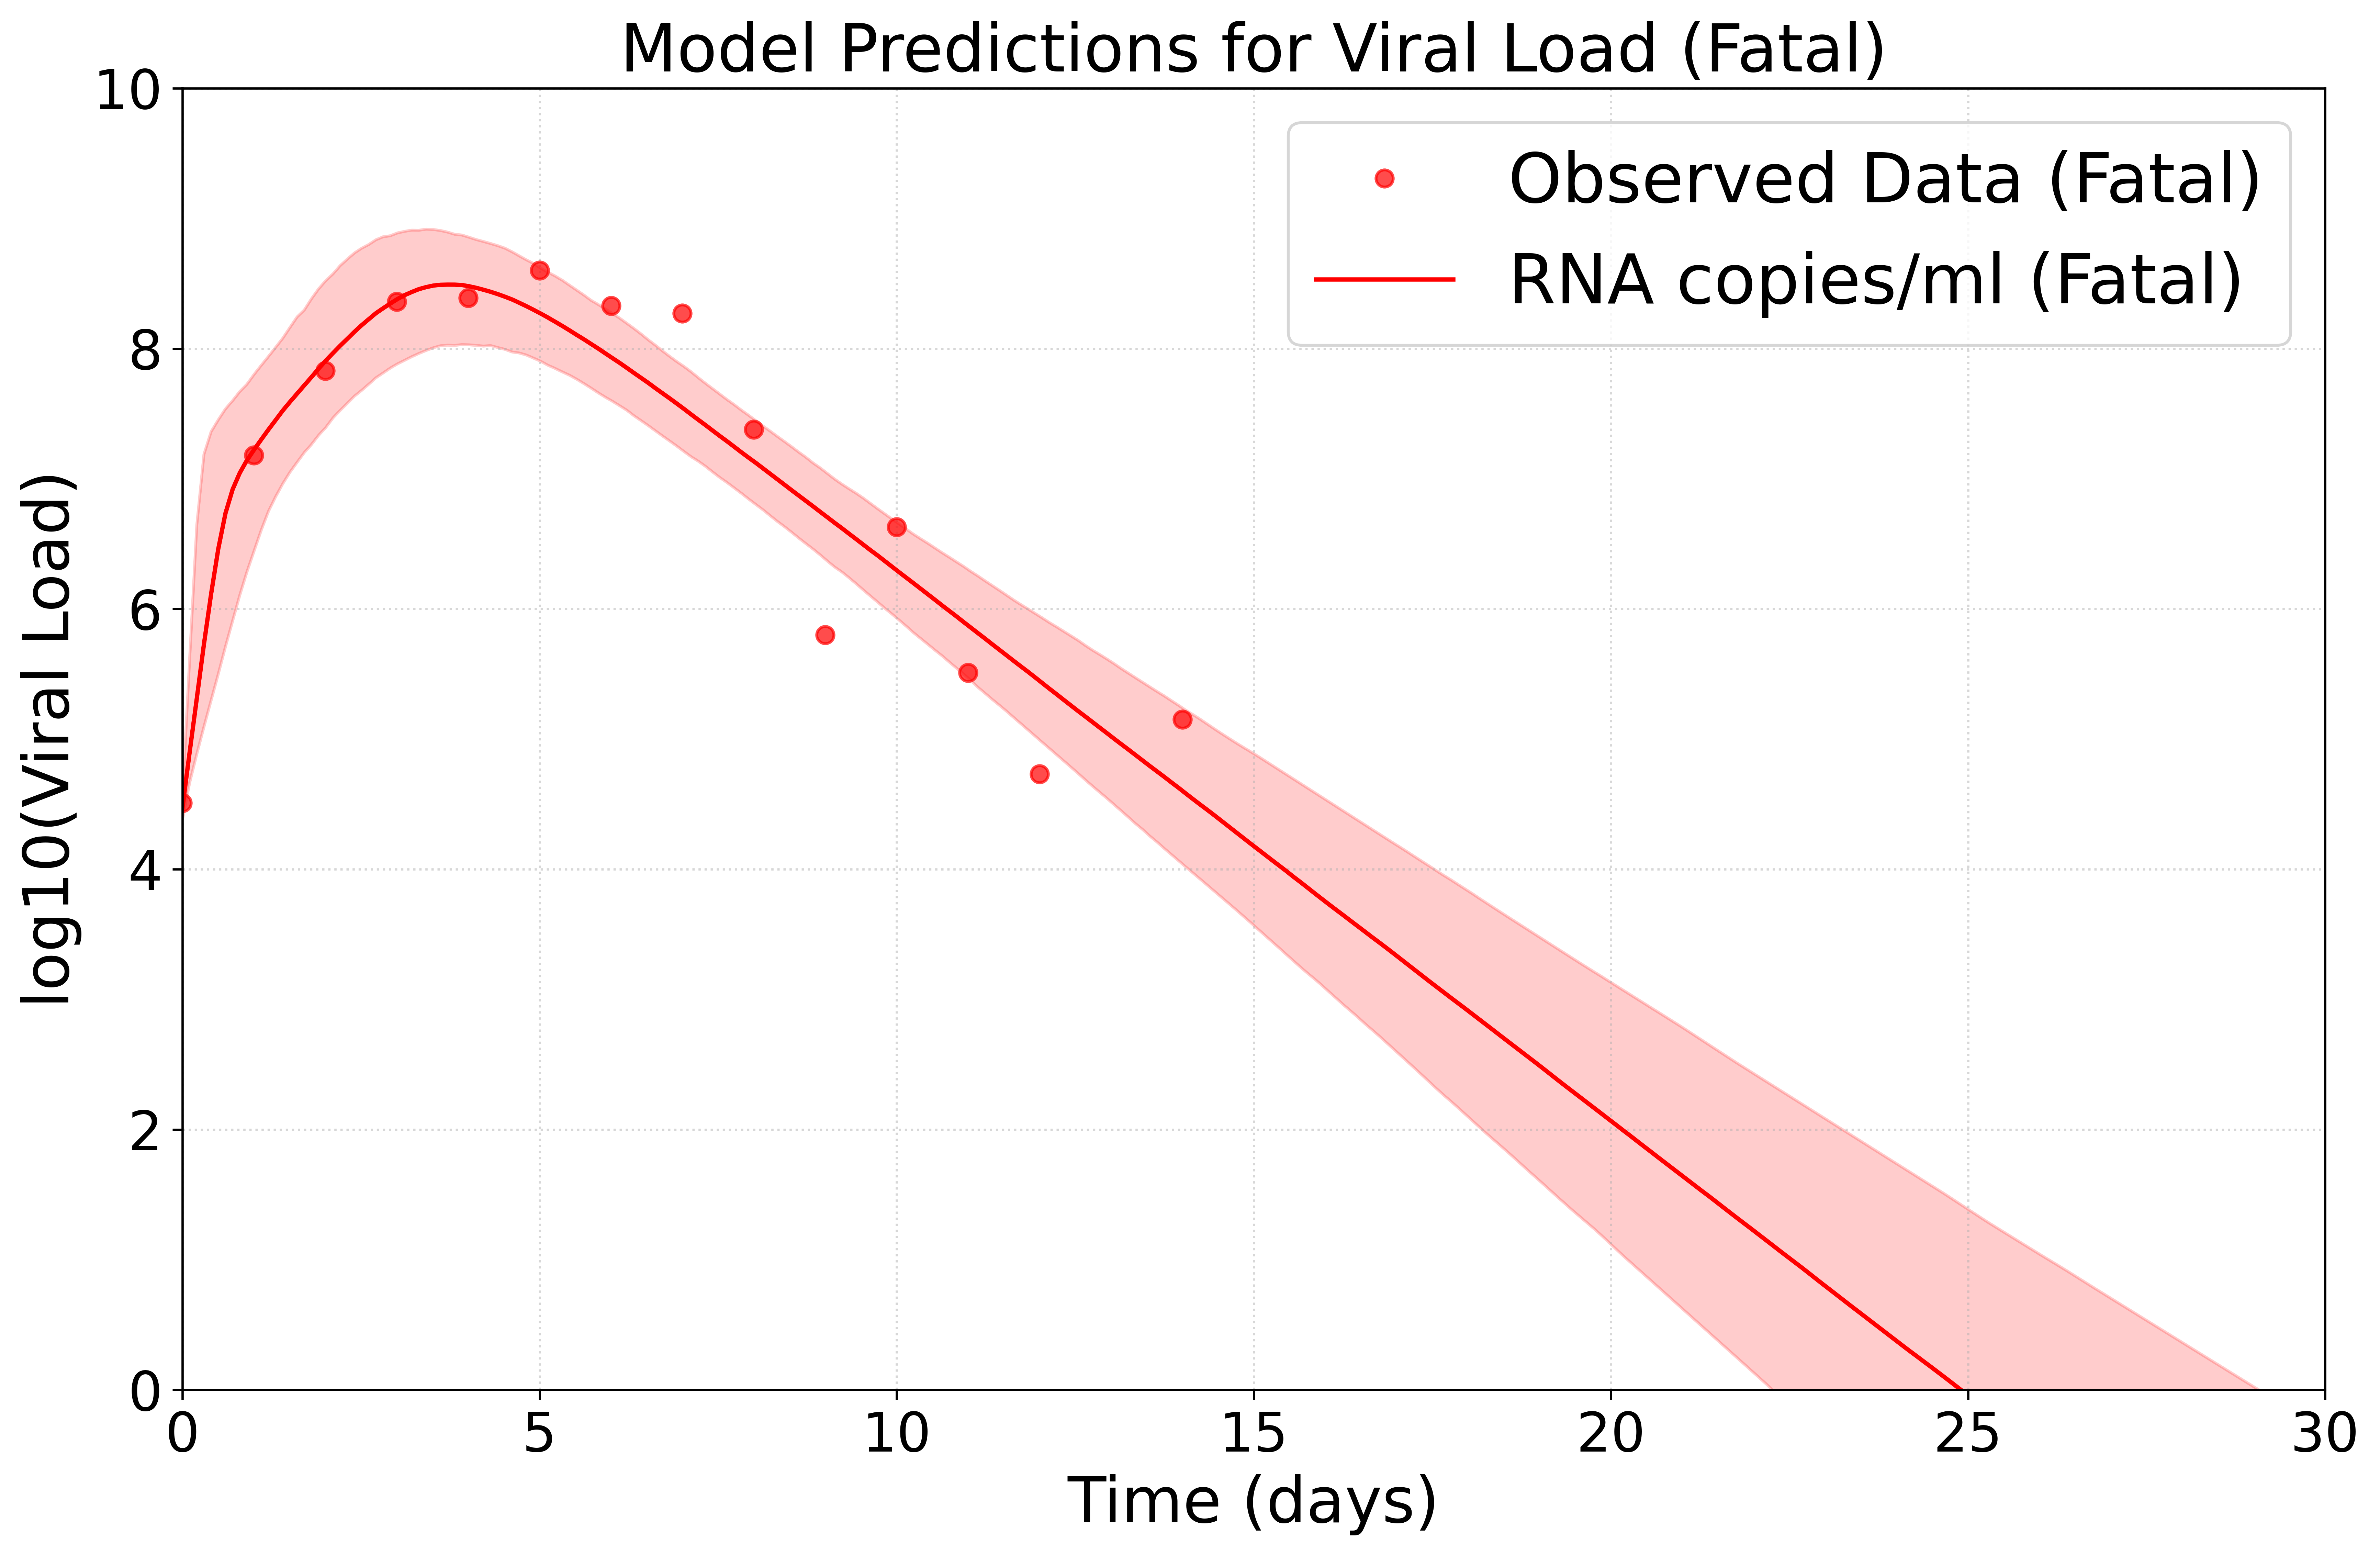 Model Predictions for Viral Load (Fatal)
Observed Data (Fatal)
RNA copies/ml (Fatal)
log10(Viral Load)
10
8
6
4
2
0
0 5 10 15 20 25 30
Time (days)